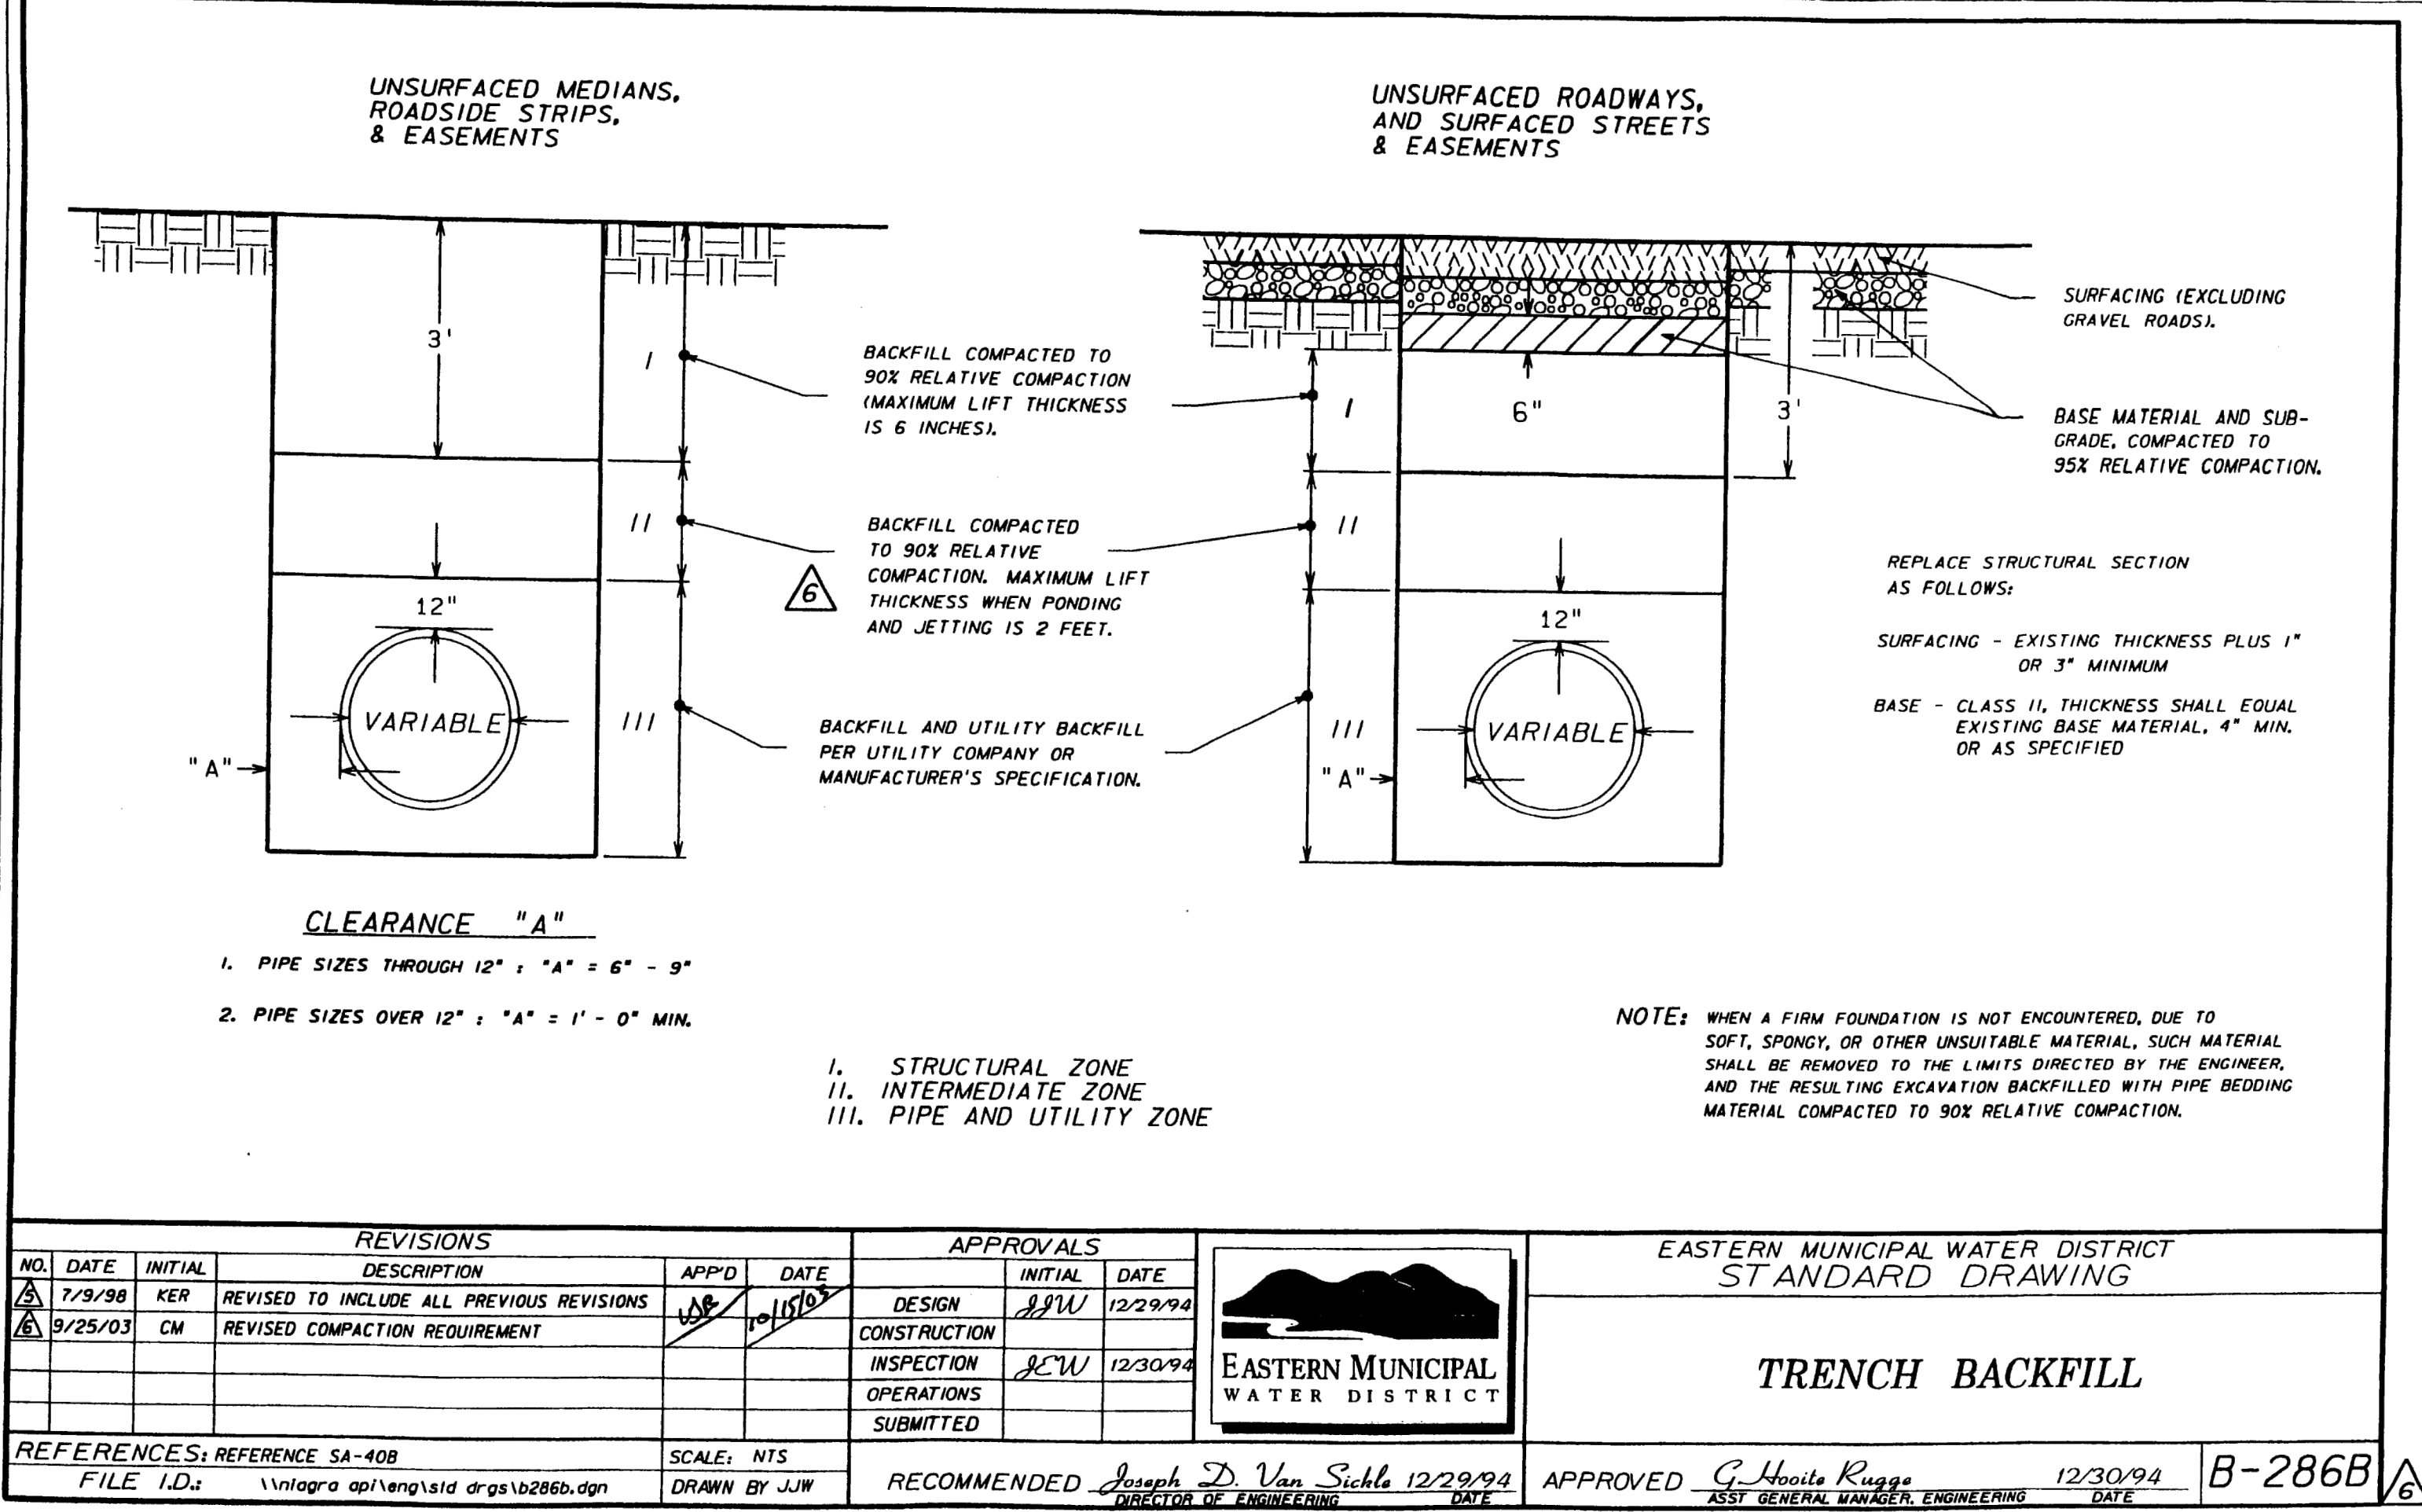 UNSURFACED MEDIANS,
ROADSIDE STRIPS,
& EASEMENTS
UNSURFACED ROADWAYS,
AND SURFACED STREETS
& EASEMENTS
3'
I
BACKFILL COMPACTED TO
90% RELATIVE COMPACTION
(MAXIMUM LIFT THICKNESS
IS 6 INCHES).
I
6"
3'
SURFACING (EXCLUDING
GRAVEL ROADS).
BASE MATERIAL AND SUB-
GRADE, COMPACTED TO
95% RELATIVE COMPACTION.
II
6
BACKFILL COMPACTED
TO 90% RELATIVE
COMPACTION. MAXIMUM LIFT
THICKNESS WHEN PONDING
AND JETTING IS 2 FEET.
II
REPLACE STRUCTURAL SECTION
AS FOLLOWS:
SURFACING - EXISTING THICKNESS PLUS 1"
OR 3" MINIMUM
BASE - CLASS II, THICKNESS SHALL EQUAL
EXISTING BASE MATERIAL, 4" MIN.
OR AS SPECIFIED
12"
VARIABLE
"A"
III
BACKFILL AND UTILITY BACKFILL
PER UTILITY COMPANY OR
MANUFACTURER'S SPECIFICATION.
III
12"
VARIABLE
"A"
CLEARANCE "A"
1. PIPE SIZES THROUGH 12" : "A" = 6" - 9"
2. PIPE SIZES OVER 12" : "A" = 1' - 0" MIN.
I. STRUCTURAL ZONE
II. INTERMEDIATE ZONE
III. PIPE AND UTILITY ZONE
NOTE: WHEN A FIRM FOUNDATION IS NOT ENCOUNTERED, DUE TO
SOFT, SPONGY, OR OTHER UNSUITABLE MATERIAL, SUCH MATERIAL
SHALL BE REMOVED TO THE LIMITS DIRECTED BY THE ENGINEER,
AND THE RESULTING EXCAVATION BACKFILLED WITH PIPE BEDDING
MATERIAL COMPACTED TO 90% RELATIVE COMPACTION.
REVISIONS
NO. DATE INITIAL DESCRIPTION APP'D DATE
5 7/9/98 KER REVISED TO INCLUDE ALL PREVIOUS REVISIONS
6 9/25/03 CM REVISED COMPACTION REQUIREMENT
10/15/03
APPROVALS
INITIAL DATE
DESIGN JJW 12/29/94
CONSTRUCTION
INSPECTION JEW 12/30/94
OPERATIONS
SUBMITTED
EASTERN MUNICIPAL
WATER DISTRICT
EASTERN MUNICIPAL WATER DISTRICT
STANDARD DRAWING
TRENCH BACKFILL
REFERENCES: REFERENCE SA-40B
FILE I.D.: \\niagra api\eng\std drgs\b286b.dgn
SCALE: NTS
DRAWN BY JJW
RECOMMENDED Joseph D. Van Sickle 12/29/94
DIRECTOR OF ENGINEERING DATE
APPROVED 12/30/94
ASST GENERAL MANAGER, ENGINEERING DATE
B-286B
6